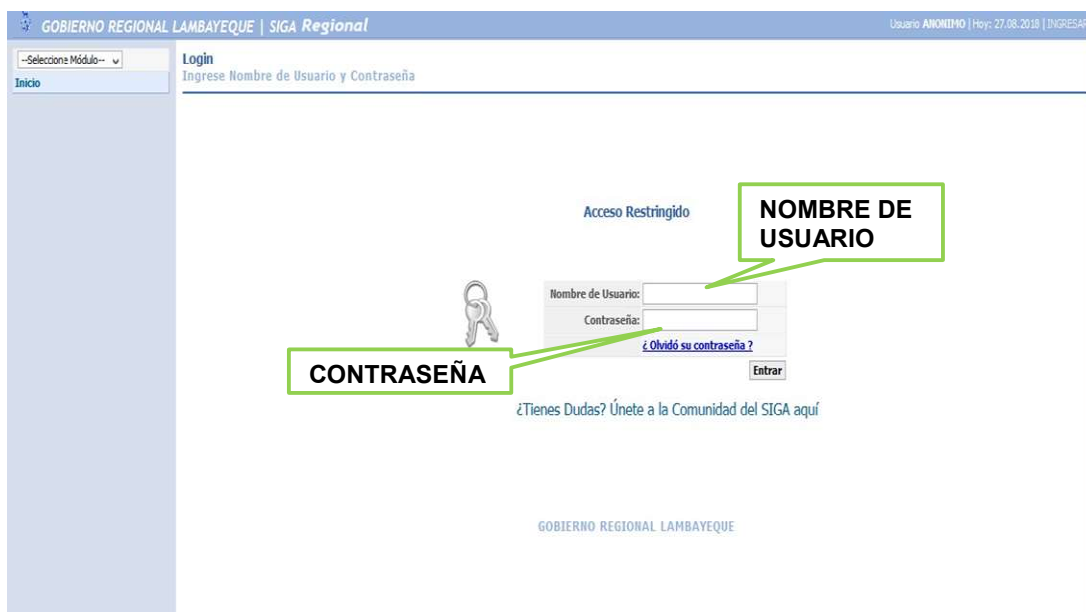 GOBIERNO REGIONAL LAMBAYEQUE | SIGA Regional
Usuario ANONIMO | Hoy: 27.08.2018 | INGRESAR
--Seleccione Módulo--
Inicio
Login
Ingrese Nombre de Usuario y Contraseña
Acceso Restringido
NOMBRE DE
USUARIO
Nombre de Usuario:
Contraseña:
¿ Olvidó su contraseña ?
CONTRASEÑA
Entrar
¿Tienes Dudas? Únete a la Comunidad del SIGA aquí
GOBIERNO REGIONAL LAMBAYEQUE